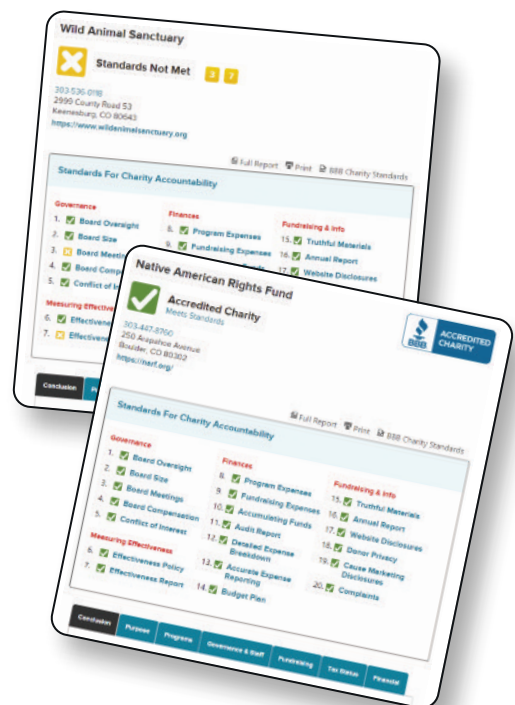 Wild Animal Sanctuary
Standards Not Met 3 7
303-536-0118
2999 County Road 53
Keenesburg, CO 80643
https://www.wildanimalsanctuary.org
Full Report Print BBB Charity Standards
Standards For Charity Accountability
Governance
1. Board Oversight
2. Board Size
3. Board Meetin
4. Board Compe
5. Conflict of In
Measuring Effective
6. Effectivene
7. Effectivene
Finances
8. Program Expenses
9. Fundraising Expenses
Fundraising & Info
15. Truthful Materials
16. Annual Report
17. Website Disclosures
Conclusion
Native American Rights Fund
Accredited Charity
Meets Standards
303-447-8760
250 Arapahoe Avenue
Boulder, CO 80302
https://narf.org/
BBB
ACCREDITED
CHARITY
Full Report Print BBB Charity Standards
Standards For Charity Accountability
Governance
1. Board Oversight
2. Board Size
3. Board Meetings
4. Board Compensation
5. Conflict of Interest
Measuring Effectiveness
6. Effectiveness Policy
7. Effectiveness Report
Finances
8. Program Expenses
9. Fundraising Expenses
10. Accumulating Funds
11. Audit Report
12. Detailed Expense
Breakdown
13. Accurate Expense
Reporting
14. Budget Plan
Fundraising & Info
15. Truthful Materials
16. Annual Report
17. Website Disclosures
18. Donor Privacy
19. Cause Marketing
Disclosures
20. Complaints
Conclusion Purpose Programs Governance & Staff Fundraising Tax Status Financial